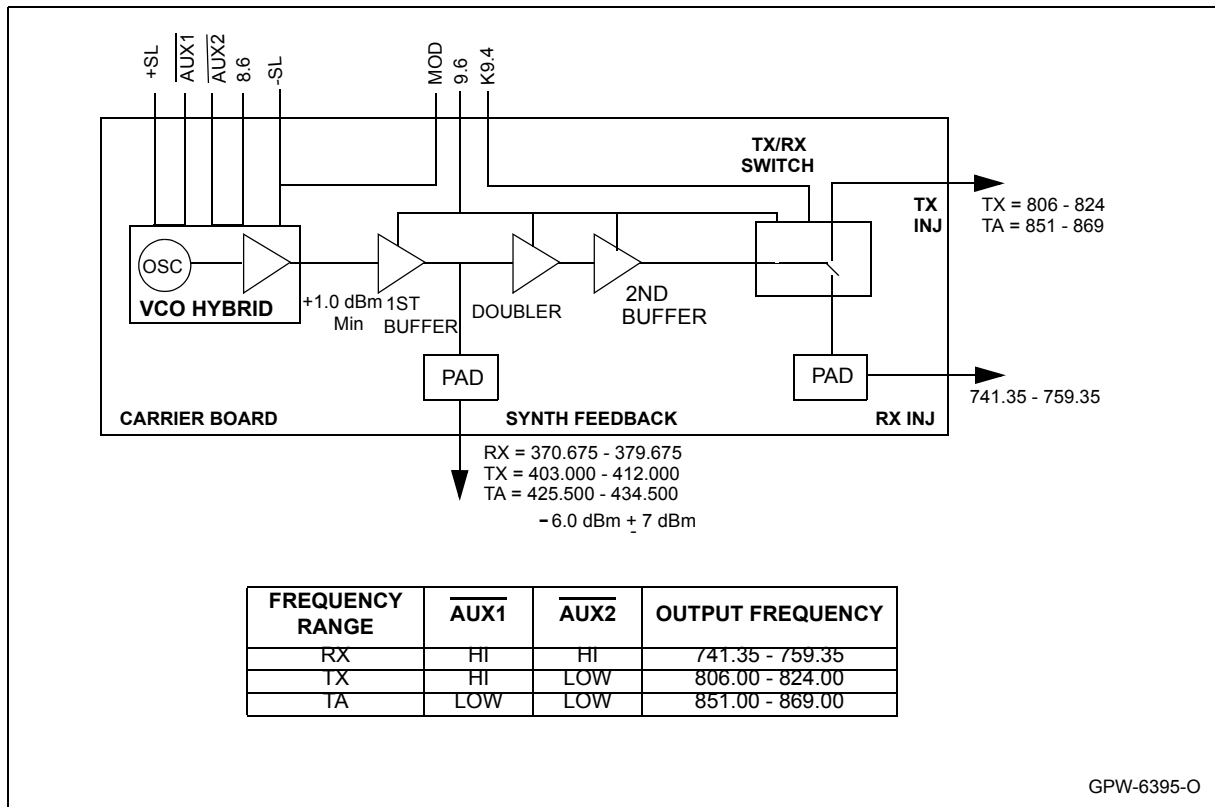 +SL
AUX1
AUX2
8.6
-SL
MOD
9.6
K9.4
TX/RX
SWITCH
TX
INJ
TX = 806 - 824
TA = 851 - 869
OSC
VCO HYBRID
+1.0 dBm
Min
1ST
BUFFER
DOUBLER
2ND
BUFFER
PAD
PAD
741.35 - 759.35
CARRIER BOARD
SYNTH FEEDBACK
RX INJ
RX = 370.675 - 379.675
TX = 403.000 - 412.000
TA = 425.500 - 434.500
- 6.0 dBm + 7 dBm
-
FREQUENCY RANGE AUX1 AUX2 OUTPUT FREQUENCY
RX HI HI 741.35 - 759.35
TX HI LOW 806.00 - 824.00
TA LOW LOW 851.00 - 869.00
GPW-6395-O